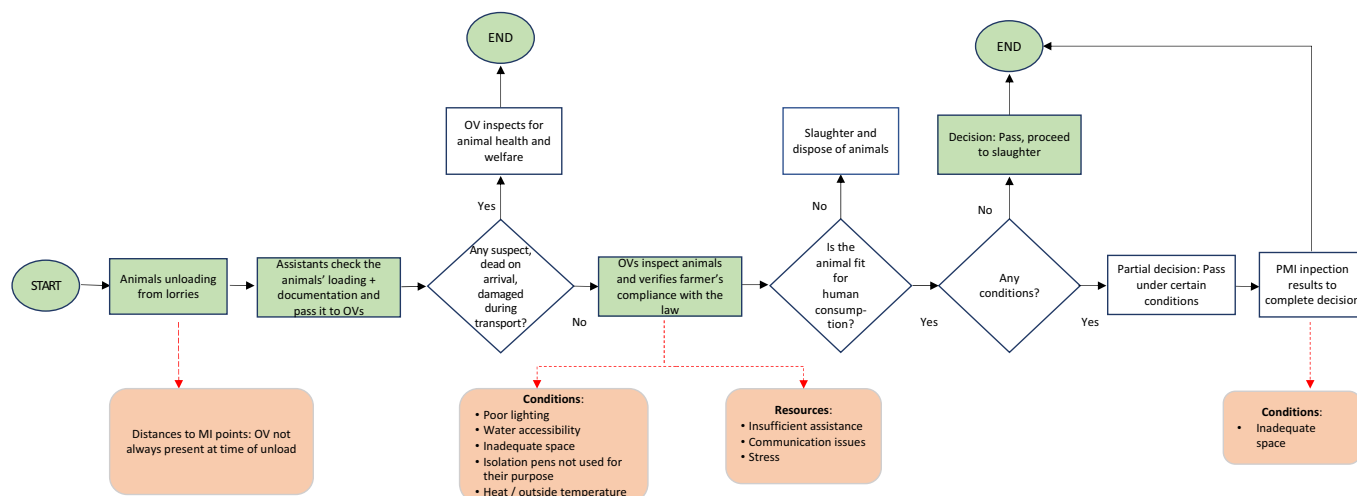 END
END
OV inspects for
animal health and
welfare
Slaughter and
dispose of animals
Decision: Pass, proceed
to slaughter
Yes
No
No
START
Animals unloading
from lorries
Assistants check the
animals’ loading +
documentation and
pass it to OVs
Any suspect,
dead on
arrival,
damaged
during
transport?
No
OVs inspect animals
and verifies farmer’s
compliance with the
law
Is the
animal fit
for
human
consump-
tion?
Yes
Any
conditions?
Yes
Partial decision: Pass
under certain
conditions
PMI inpection
results to
complete decision
Distances to MI points: OV not
always present at time of unload
Conditions:
• Poor lighting
• Water accessibility
• Inadequate space
• Isolation pens not used for
their purpose
• Heat / outside temperature
Resources:
• Insufficient assistance
• Communication issues
• Stress
Conditions:
• Inadequate
space